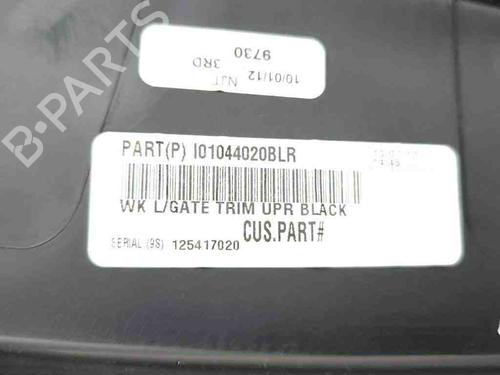 B-PARTS
10/01/12 NJT
3RD
9730
PART(P) I01044020BLR
WK L/GATE TRIM UPR BLACK
CUS.PART#
SERIAL (9S) 125417020